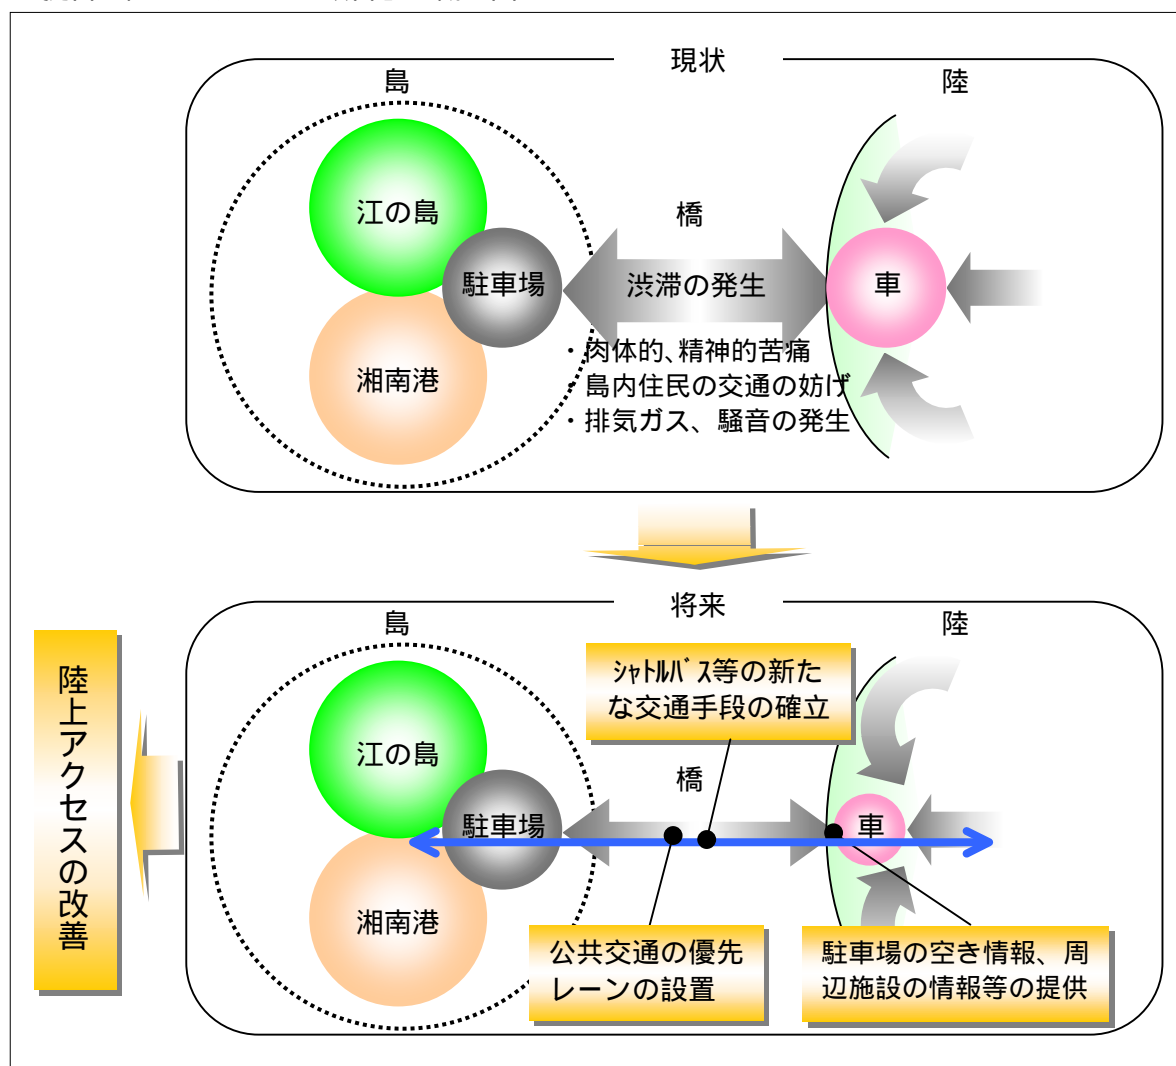 現状
島
陸
江の島
橋
駐車場
渋滞の発生
車
湘南港
・肉体的、精神的苦痛
・島内住民の交通の妨げ
・排気ガス、騒音の発生
将来
島
陸
ｼｬﾄﾙﾊﾞｽ等の新た
な交通手段の確立
陸上アクセスの改善
江の島
橋
駐車場
車
湘南港
公共交通の優先
レーンの設置
駐車場の空き情報、周
辺施設の情報等の提供